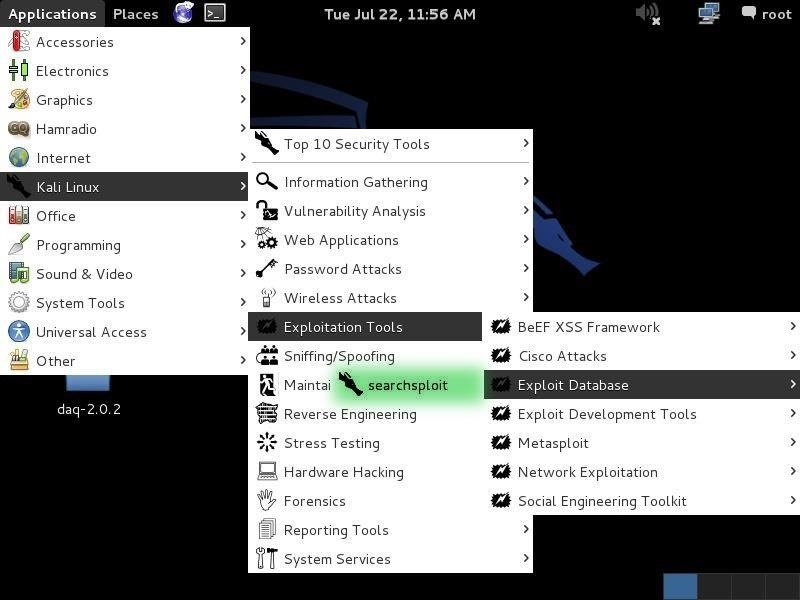 Applications Places Tue Jul 22, 11:56 AM root
Accessories
Electronics
Graphics
Hamradio
Internet
Kali Linux
Office
Programming
Sound & Video
System Tools
Universal Access
Other
daq-2.0.2
Top 10 Security Tools
Information Gathering
Vulnerability Analysis
Web Applications
Password Attacks
Wireless Attacks
Exploitation Tools
Sniffing/Spoofing
Maintai
Reverse Engineering
Stress Testing
Hardware Hacking
Forensics
Reporting Tools
System Services
searchsploit
BeEF XSS Framework
Cisco Attacks
Exploit Database
Exploit Development Tools
Metasploit
Network Exploitation
Social Engineering Toolkit